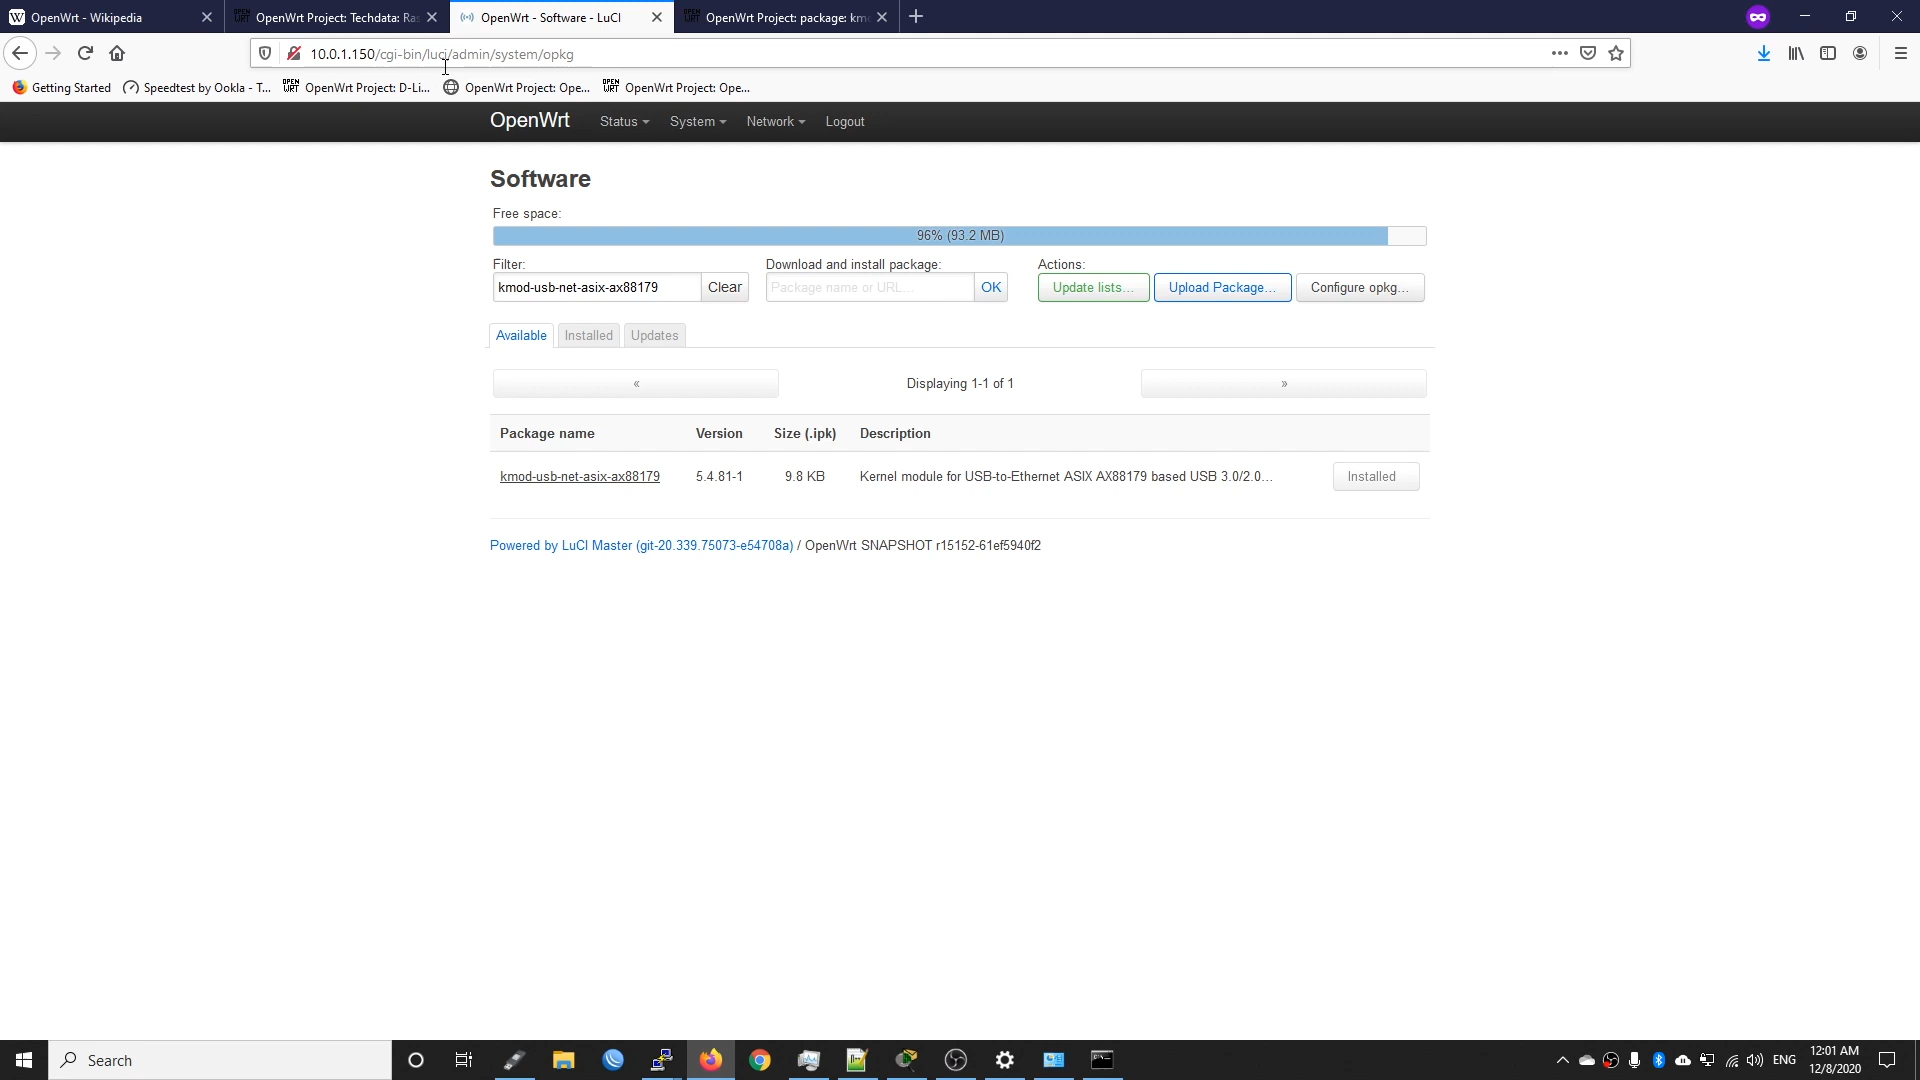 OpenWrt - Wikipedia
OpenWrt Project: Techdata: Ras
OpenWrt - Software - LuCI
OpenWrt Project: package: kmo
10.0.1.150/cgi-bin/luci/admin/system/opkg
Getting Started
Speedtest by Ookla - T...
OpenWrt Project: D-Li...
OpenWrt Project: Ope...
OpenWrt Project: Ope...
OpenWrt
Status
System
Network
Logout
Software
Free space:
96% (93.2 MB)
Filter:
Download and install package:
Actions:
kmod-usb-net-asix-ax88179
Clear
Package name or URL...
OK
Update lists...
Upload Package...
Configure opkg...
Available
Installed
Updates
«
Displaying 1-1 of 1
»
Package name
Version
Size (.ipk)
Description
kmod-usb-net-asix-ax88179
5.4.81-1
9.8 KB
Kernel module for USB-to-Ethernet ASIX AX88179 based USB 3.0/2.0...
Installed
Powered by LuCI Master (git-20.339.75073-e54708a) / OpenWrt SNAPSHOT r15152-61ef5940f2
Search
ENG
12:01 AM
12/8/2020